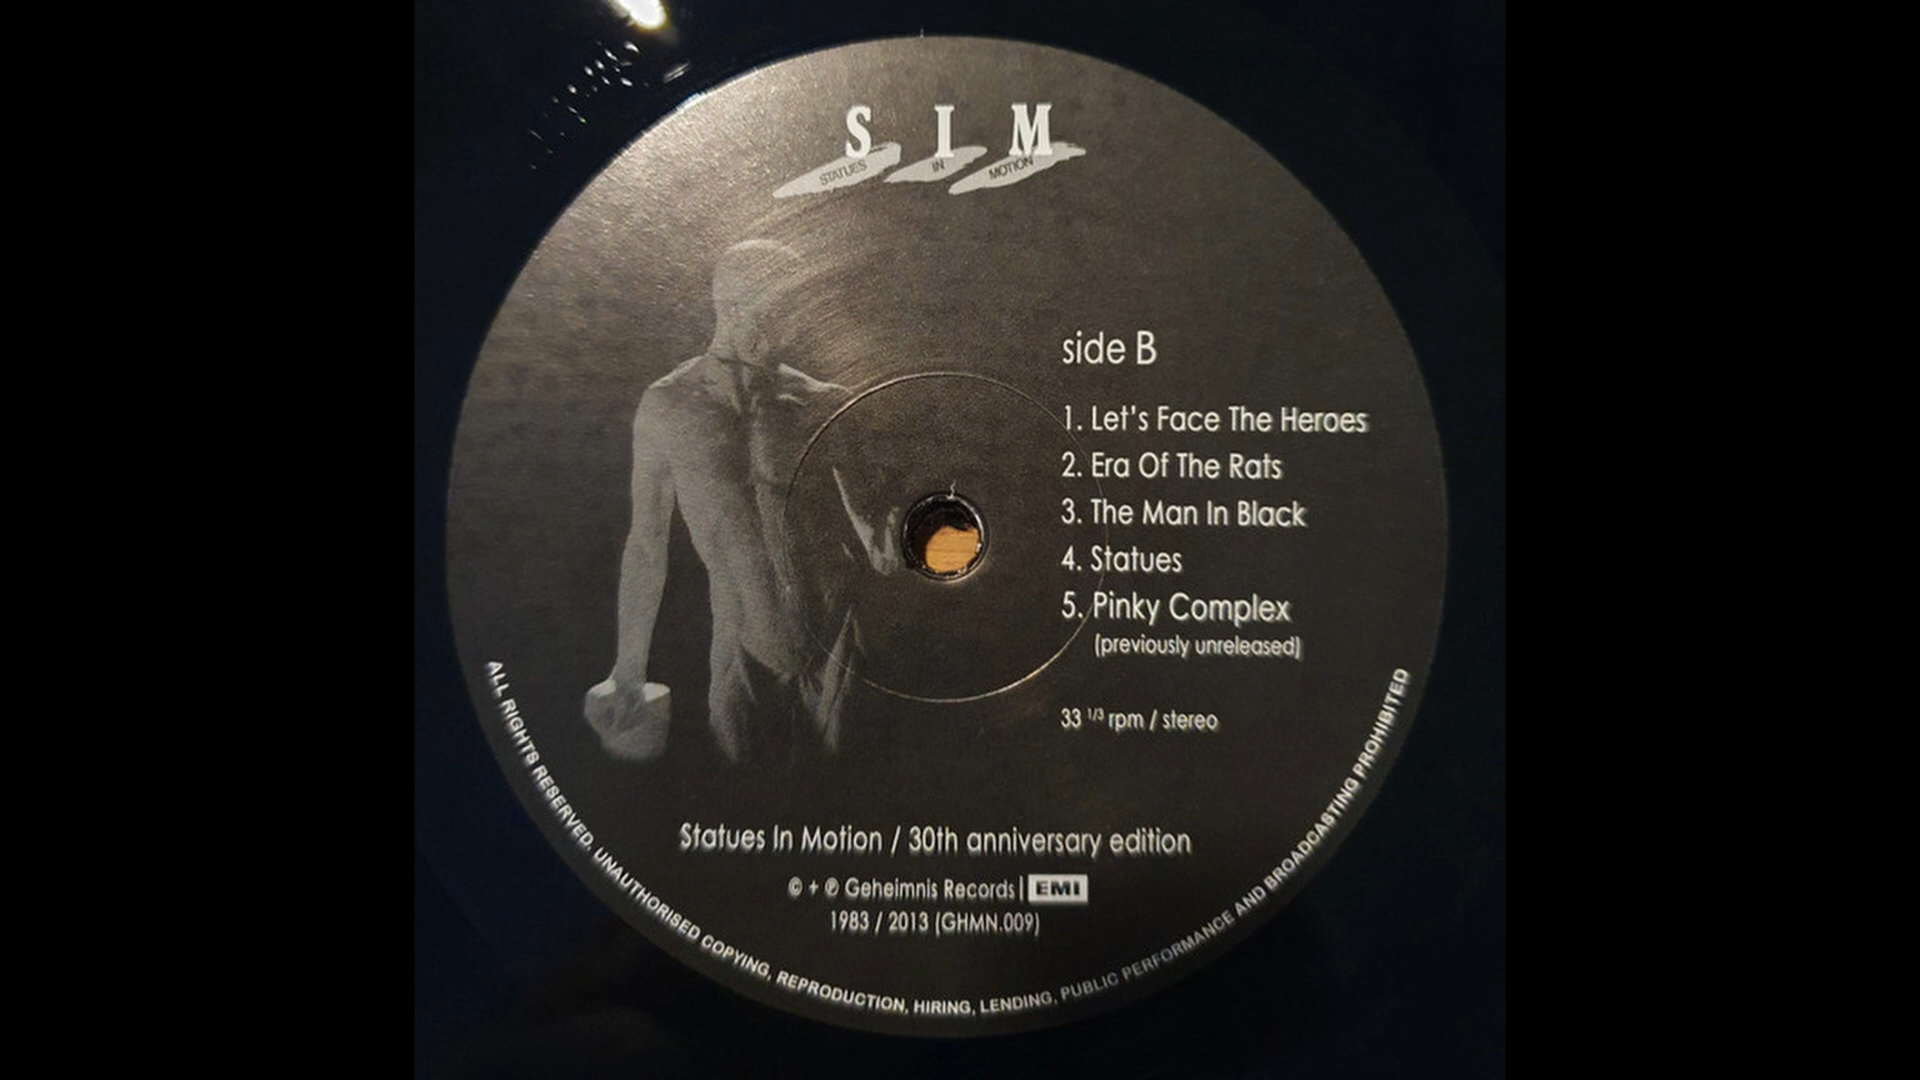 S I M
STATUES IN MOTION
side B
1. Let's Face The Heroes
2. Era Of The Rats
3. The Man In Black
4. Statues
5. Pinky Complex
(previously unreleased)
33 1/3 rpm / stereo
Statues In Motion / 30th anniversary edition
© + ℗ Geheimnis Records | EMI
1983 / 2013 (GHMN.009)
ALL RIGHTS RESERVED, UNAUTHORISED COPYING, REPRODUCTION, HIRING, LENDING, PUBLIC PERFORMANCE AND BROADCASTING PROHIBITED